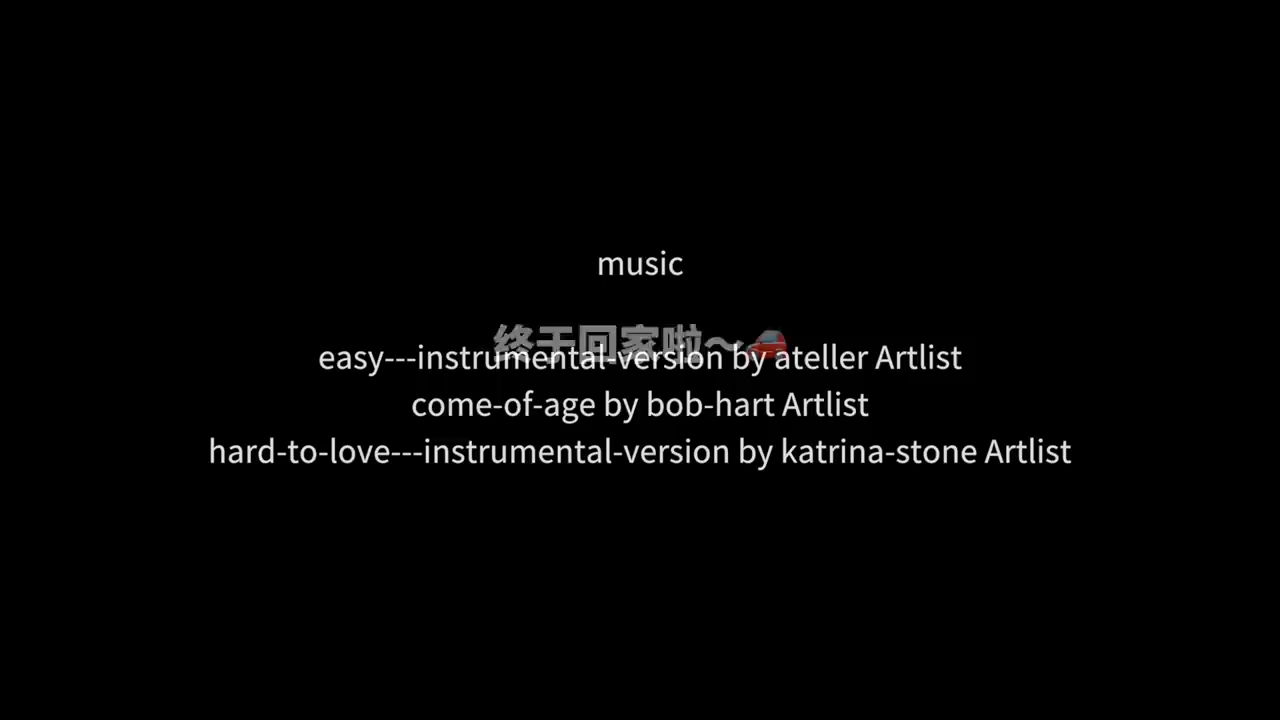 music
终于回家啦～🚗
easy---instrumental-version by ateller Artlist
come-of-age by bob-hart Artlist
hard-to-love---instrumental-version by katrina-stone Artlist